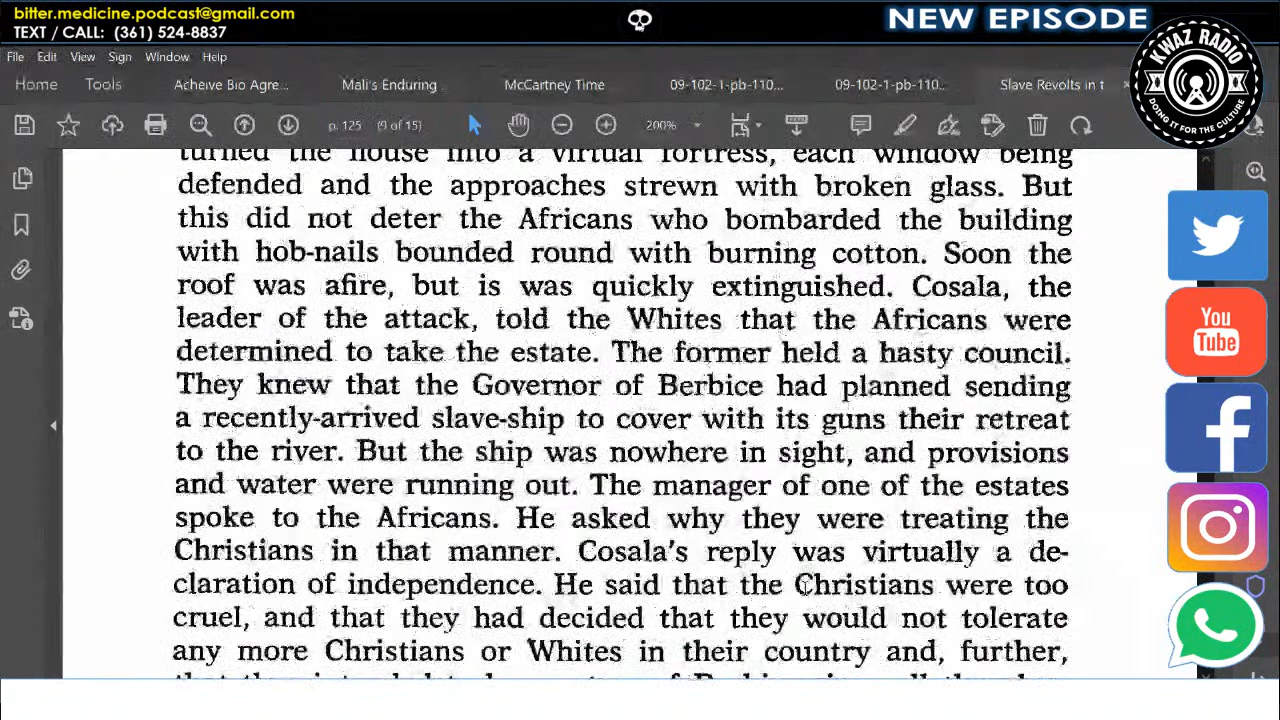 bitter.medicine.podcast@gmail.com
TEXT / CALL: (361) 524-8837
NEW EPISODE
KWAZ RADIO
DOING IT FOR THE CULTURE
File Edit View Sign Window Help
Home Tools Acheive Bio Agre... Mali's Enduring ... McCartney Time 09-102-1-pb-110... 09-102-1-pb-110... Slave Revolts in t
p. 125 (9 of 15) 200%
turned the house into a virtual fortress, each window being
defended and the approaches strewn with broken glass. But
this did not deter the Africans who bombarded the building
with hob-nails bounded round with burning cotton. Soon the
roof was afire, but is was quickly extinguished. Cosala, the
leader of the attack, told the Whites that the Africans were
determined to take the estate. The former held a hasty council.
They knew that the Governor of Berbice had planned sending
a recently-arrived slave-ship to cover with its guns their retreat
to the river. But the ship was nowhere in sight, and provisions
and water were running out. The manager of one of the estates
spoke to the Africans. He asked why they were treating the
Christians in that manner. Cosala's reply was virtually a de-
claration of independence. He said that the Christians were too
cruel, and that they had decided that they would not tolerate
any more Christians or Whites in their country and, further,
You
Tube